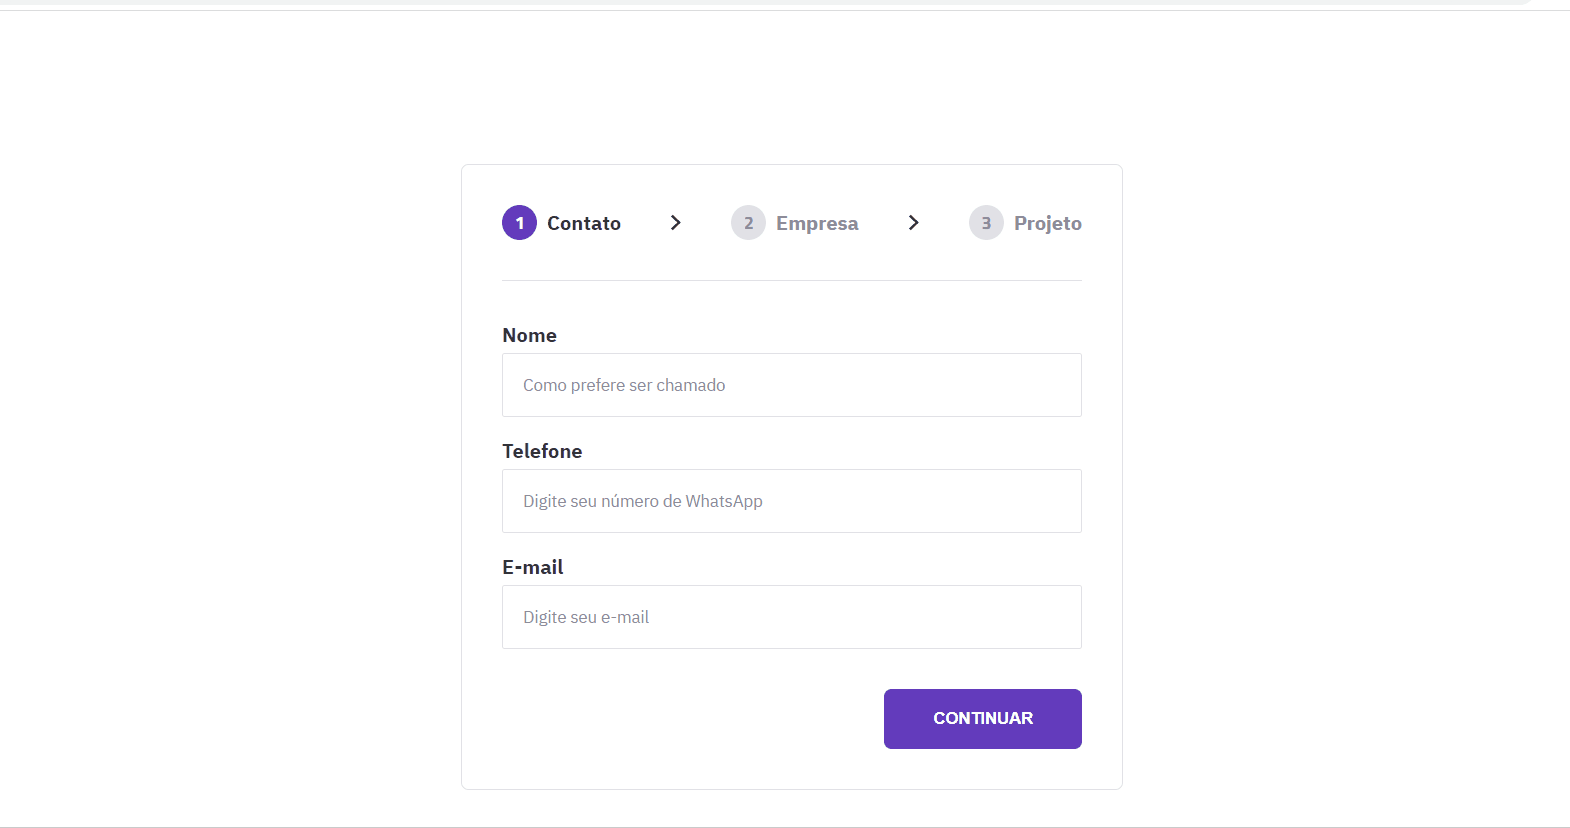 1 Contato 2 Empresa 3 Projeto
Nome
Como prefere ser chamado
Telefone
Digite seu número de WhatsApp
E-mail
Digite seu e-mail
CONTINUAR